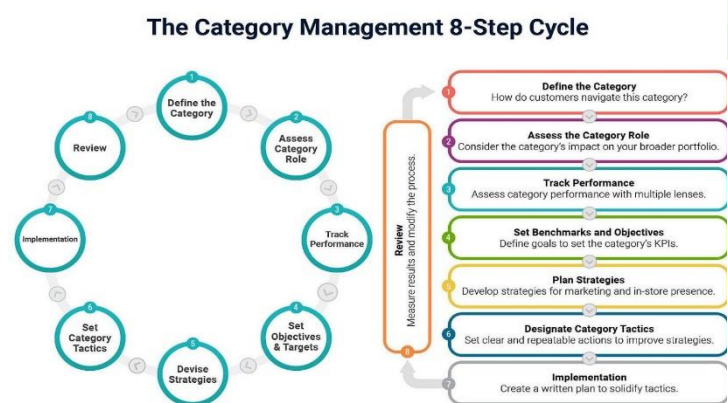 The Category Management 8-Step Cycle
1
Define the
Category
2
Assess
Category
Role
3
Track
Performance
4
Set
Objectives
& Targets
5
Devise
Strategies
6
Set
Category
Tactics
7
Implementation
8
Review
1
Define the Category
How do customers navigate this category?
2
Assess the Category Role
Consider the category's impact on your broader portfolio.
3
Track Performance
Assess category performance with multiple lenses.
4
Set Benchmarks and Objectives
Define goals to set the category's KPIs.
5
Plan Strategies
Develop strategies for marketing and in-store presence.
6
Designate Category Tactics
Set clear and repeatable actions to improve strategies.
7
Implementation
Create a written plan to solidify tactics.
8
Review
Measure results and modify the process.